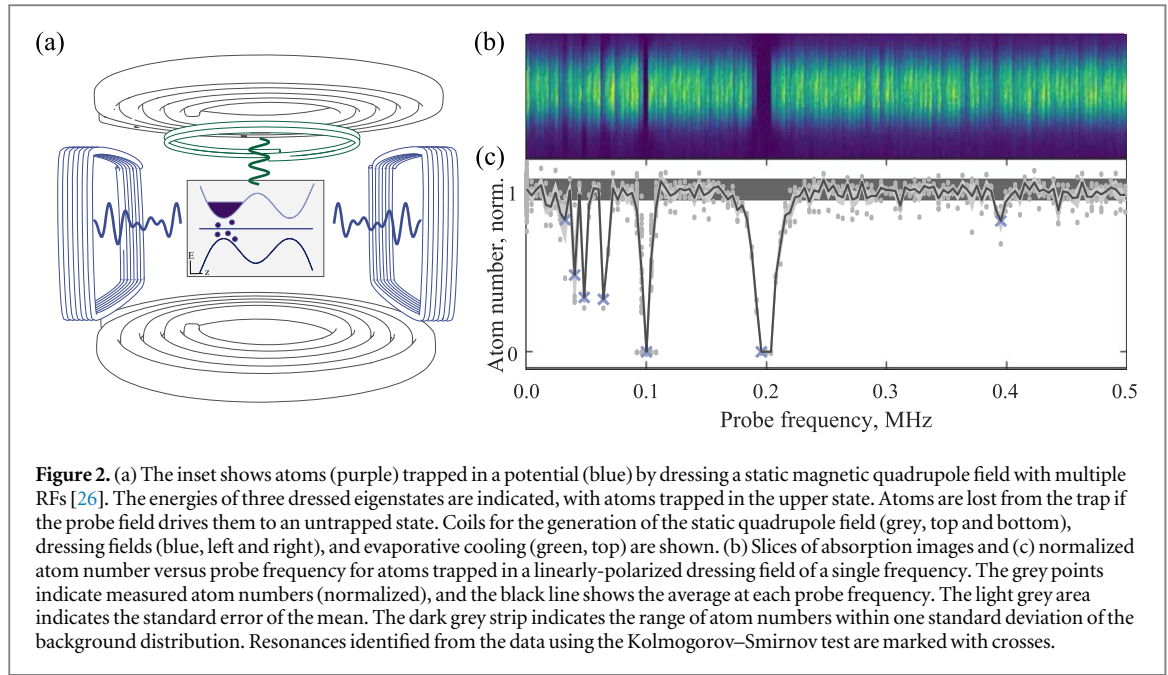 (a)
E
z
(b)
(c)
Atom number, norm.
1
0
0.0 0.1 0.2 0.3 0.4 0.5
Probe frequency, MHz
Figure 2. (a) The inset shows atoms (purple) trapped in a potential (blue) by dressing a static magnetic quadrupole field with multiple
RFs [26]. The energies of three dressed eigenstates are indicated, with atoms trapped in the upper state. Atoms are lost from the trap if
the probe field drives them to an untrapped state. Coils for the generation of the static quadrupole field (grey, top and bottom),
dressing fields (blue, left and right), and evaporative cooling (green, top) are shown. (b) Slices of absorption images and (c) normalized
atom number versus probe frequency for atoms trapped in a linearly-polarized dressing field of a single frequency. The grey points
indicate measured atom numbers (normalized), and the black line shows the average at each probe frequency. The light grey area
indicates the standard error of the mean. The dark grey strip indicates the range of atom numbers within one standard deviation of the
background distribution. Resonances identified from the data using the Kolmogorov–Smirnov test are marked with crosses.